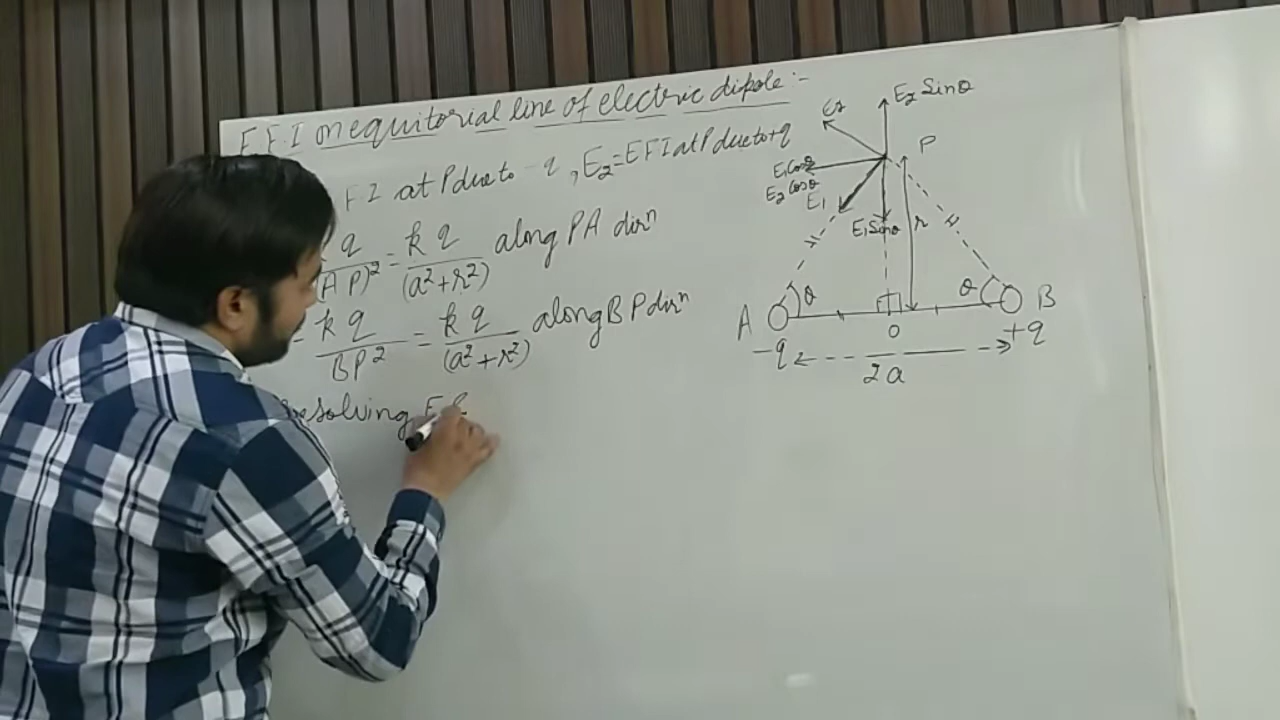 E.F.I on equitorial line of electric dipole :-
F I at P due to -q , E₂ = EFI at P due to +q
q/(AP)² = kq/(a²+r²) along PA dirⁿ
= kq/BP² = kq/(a²+r²) along BP dirⁿ
Resolving E
E₂ Sinθ
E₂
P
E₁ Cosθ
E₂ Cosθ
E₁
E₁ Sinθ
r
θ
θ
A
B
O
-q
+q
2a